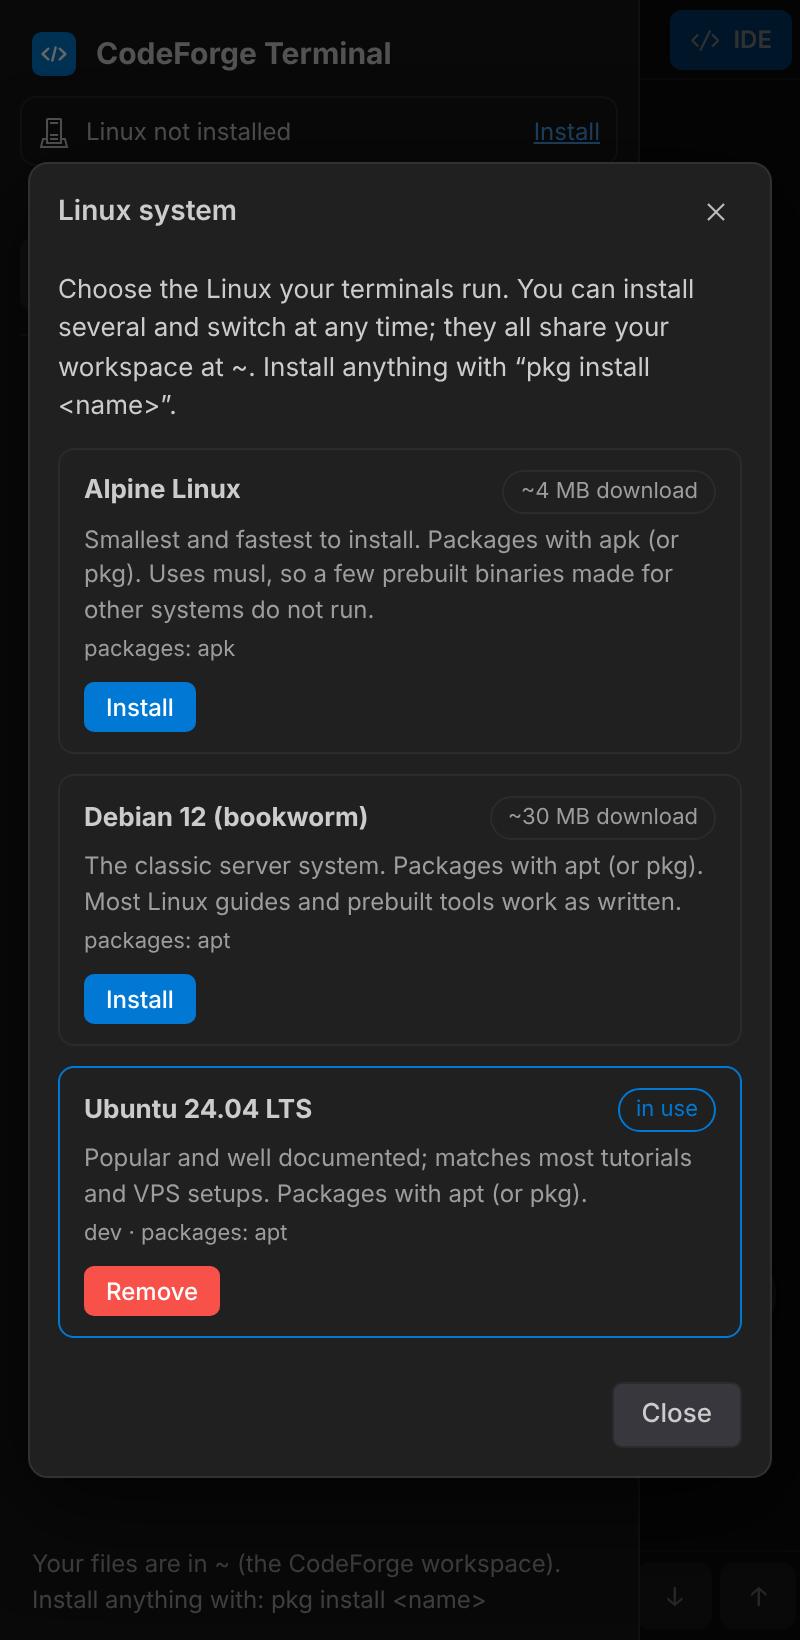 CodeForge Terminal
</> IDE
Linux not installed
Install
Linux system
Choose the Linux your terminals run. You can install
several and switch at any time; they all share your
workspace at ~. Install anything with “pkg install
<name>”.
Alpine Linux
~4 MB download
Smallest and fastest to install. Packages with apk (or
pkg). Uses musl, so a few prebuilt binaries made for
other systems do not run.
packages: apk
Install
Debian 12 (bookworm)
~30 MB download
The classic server system. Packages with apt (or pkg).
Most Linux guides and prebuilt tools work as written.
packages: apt
Install
Ubuntu 24.04 LTS
in use
Popular and well documented; matches most tutorials
and VPS setups. Packages with apt (or pkg).
dev · packages: apt
Remove
Close
Your files are in ~ (the CodeForge workspace).
Install anything with: pkg install <name>